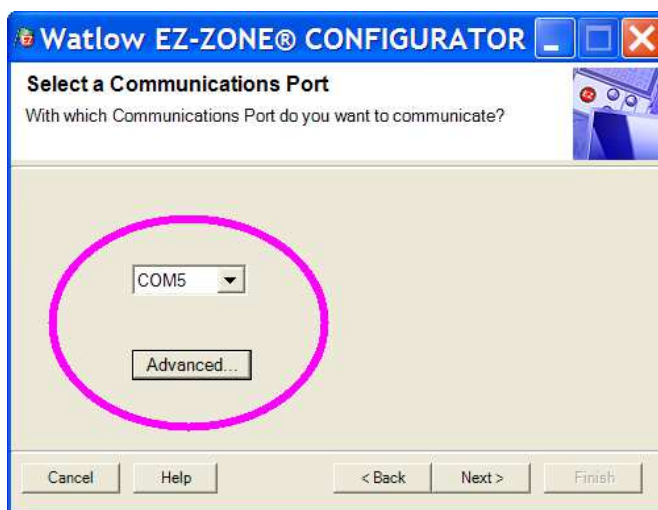 Watlow EZ-ZONE® CONFIGURATOR
Select a Communications Port
With which Communications Port do you want to communicate?
COM5
Advanced...
Cancel Help < Back Next > Finish